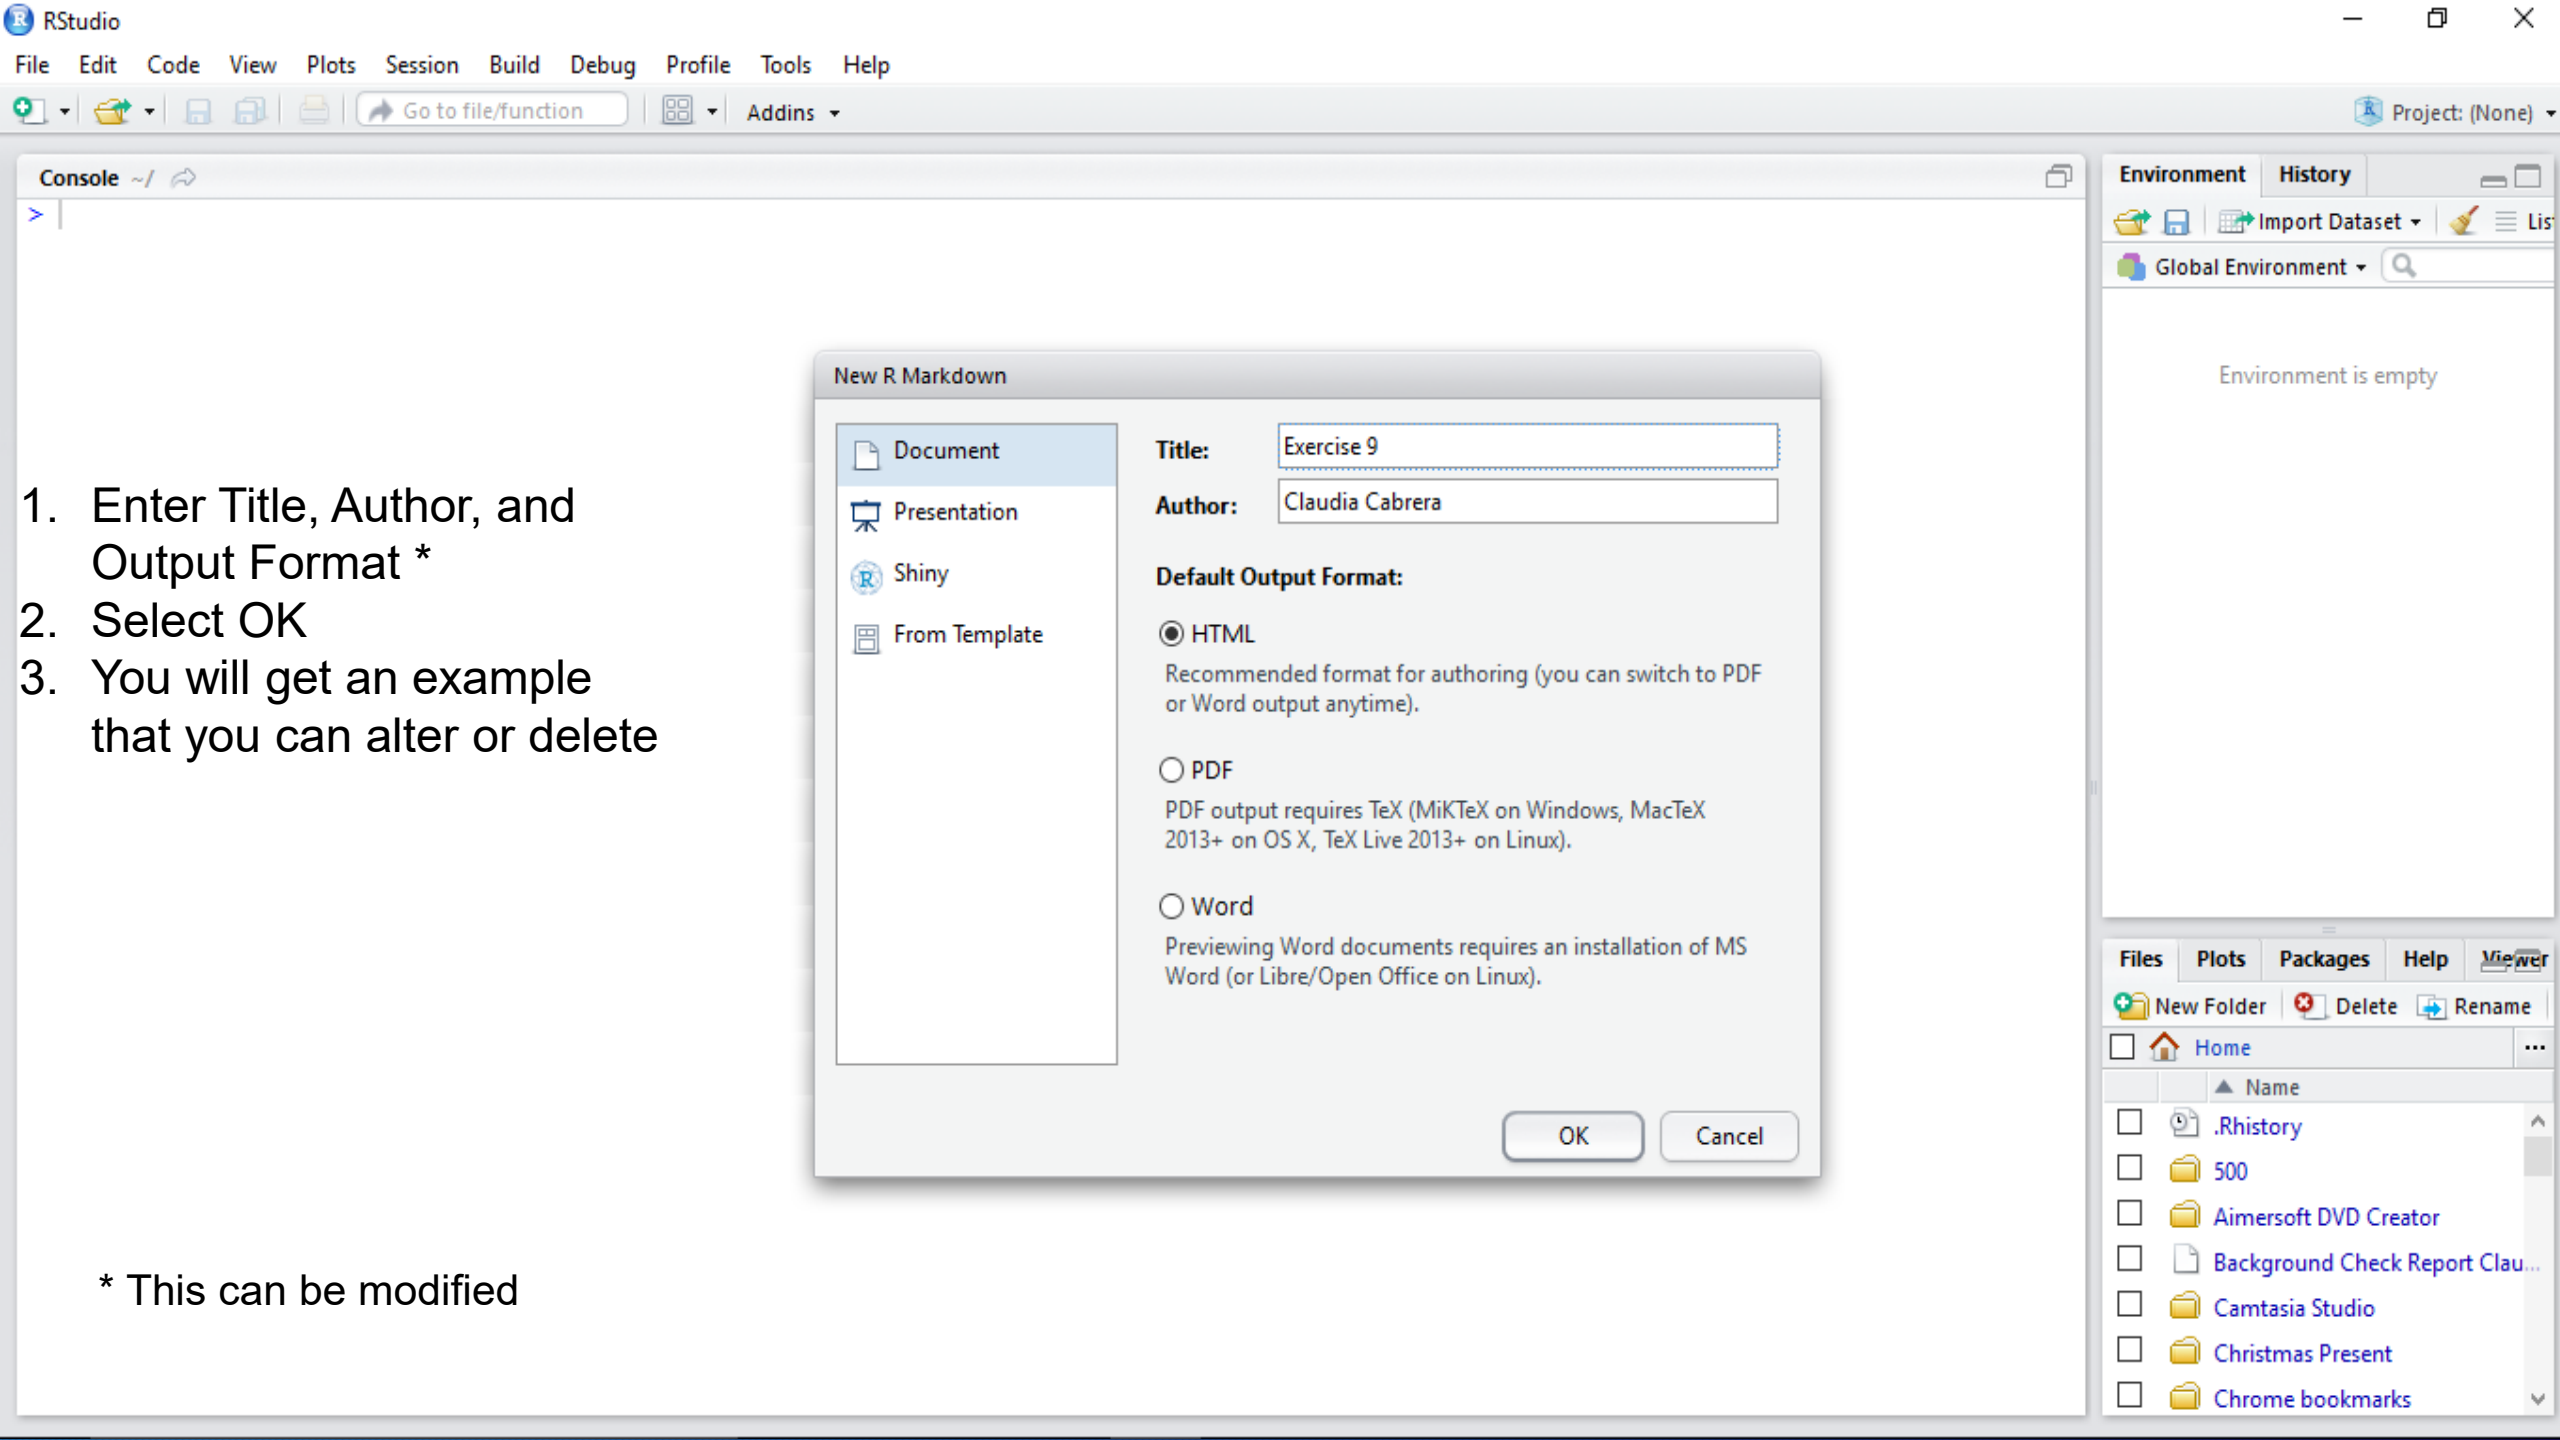 RStudio
File Edit Code View Plots Session Build Debug Profile Tools Help
Go to file/function Addins Project: (None)
Console ~/
>
Environment History
Import Dataset Lis
Global Environment
Environment is empty
1. Enter Title, Author, and
Output Format *
2. Select OK
3. You will get an example
that you can alter or delete
* This can be modified
New R Markdown
Document
Presentation
Shiny
From Template
Title: Exercise 9
Author: Claudia Cabrera
Default Output Format:
HTML
Recommended format for authoring (you can switch to PDF
or Word output anytime).
PDF
PDF output requires TeX (MiKTeX on Windows, MacTeX
2013+ on OS X, TeX Live 2013+ on Linux).
Word
Previewing Word documents requires an installation of MS
Word (or Libre/Open Office on Linux).
OK Cancel
Files Plots Packages Help Viewer
New Folder Delete Rename
Home ...
Name
.Rhistory
500
Aimersoft DVD Creator
Background Check Report Clau...
Camtasia Studio
Christmas Present
Chrome bookmarks